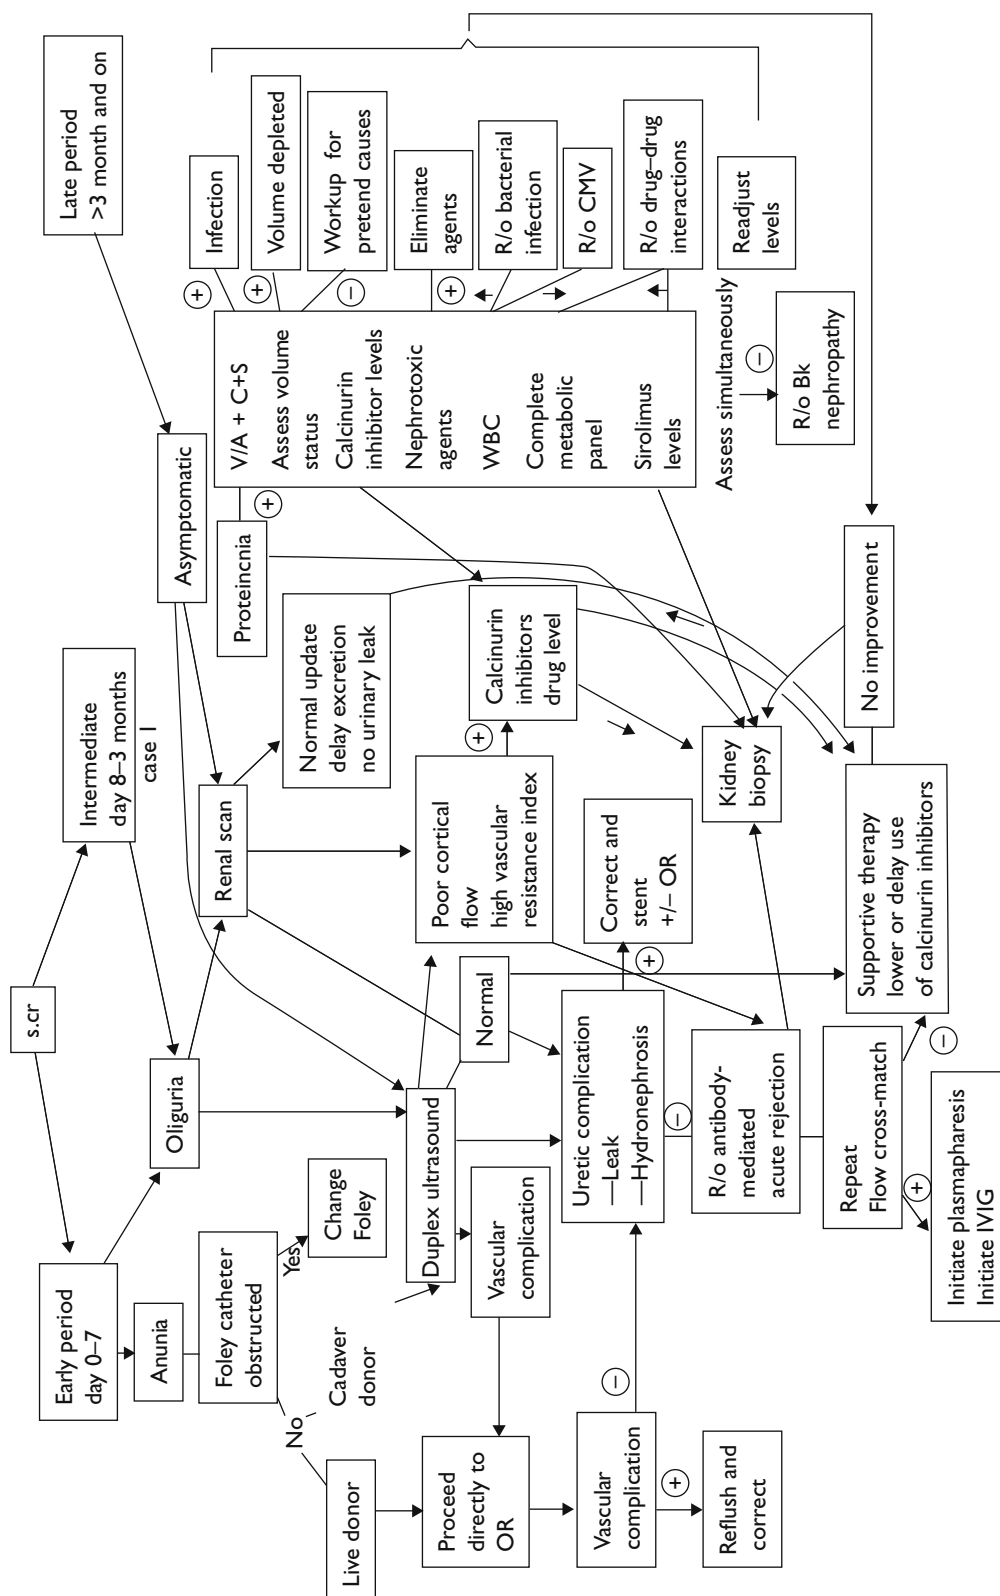 s.cr
Early period
day 0–7
Intermediate
day 8–3 months
case I
Late period
>3 month and on
Anunia
Oliguria
Asymptomatic
Foley catheter
obstructed
Yes
Change
Foley
No
Live donor
Cadaver
donor
Renal scan
Proteincnia
V/A + C+S
Assess volume
status
Calcinurin
inhibitor levels
Nephrotoxic
agents
WBC
Complete
metabolic
panel
Sirolimus
levels
+
Infection
+
Volume depleted
–
Workup for
pretend causes
+
Eliminate
agents
R/o bacterial
infection
R/o CMV
R/o drug–drug
interactions
Readjust
levels
Assess simultaneously
–
R/o Bk
nephropathy
+
Normal update
delay excretion
no urinary leak
Duplex ultrasound
Poor cortical
flow
high vascular
resistance index
+
Calcinurin
inhibitors
drug level
Normal
Vascular
complication
Proceed
directly to
OR
Vascular
complication
–
+
Reflush and
correct
Uretic complication
—Leak
—Hydronephrosis
+
Correct and
stent
+/– OR
–
R/o antibody-
mediated
acute rejection
Kidney
biopsy
No improvement
Repeat
Flow cross-match
–
+
Supportive therapy
lower or delay use
of calcinurin inhibitors
Initiate plasmapharesis
Initiate IVIG